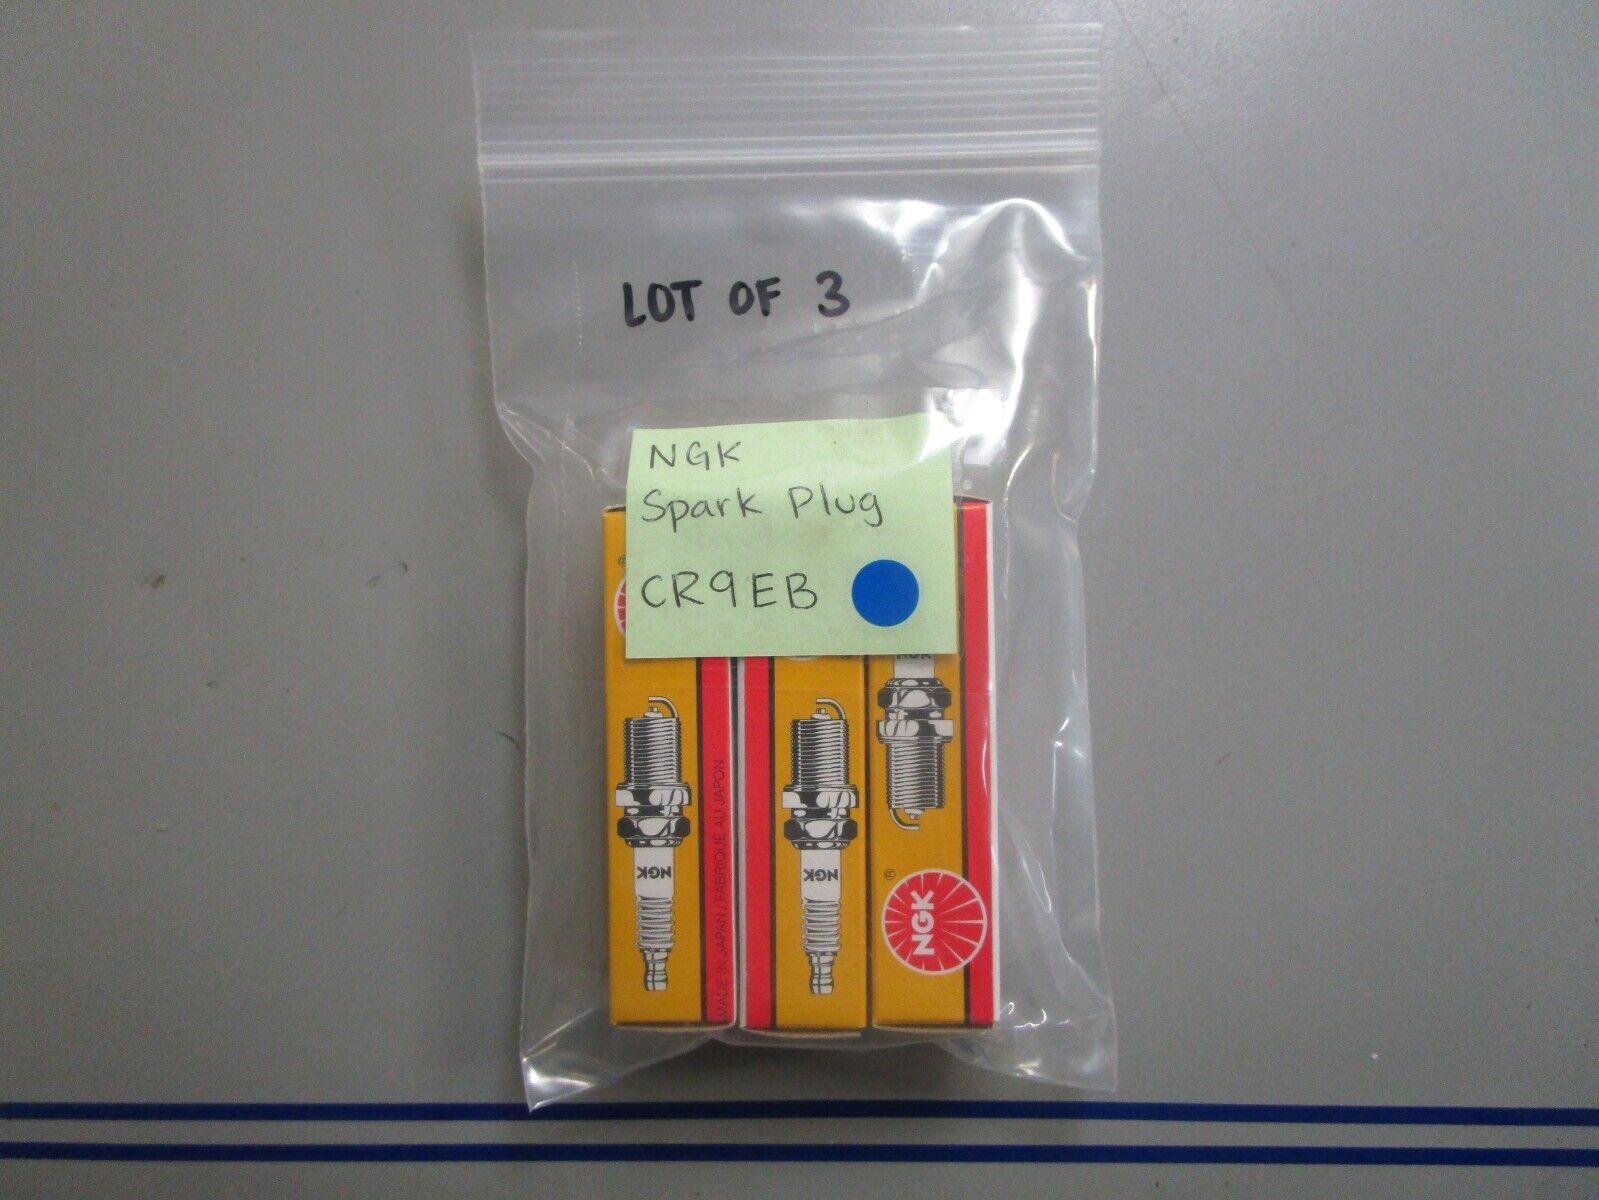 LOT OF 3
NGK
Spark Plug
CR9EB
NGK
®
®
MADE IN JAPAN / FABRIQUE AU JAPON
NGK
NGK
®
NGK